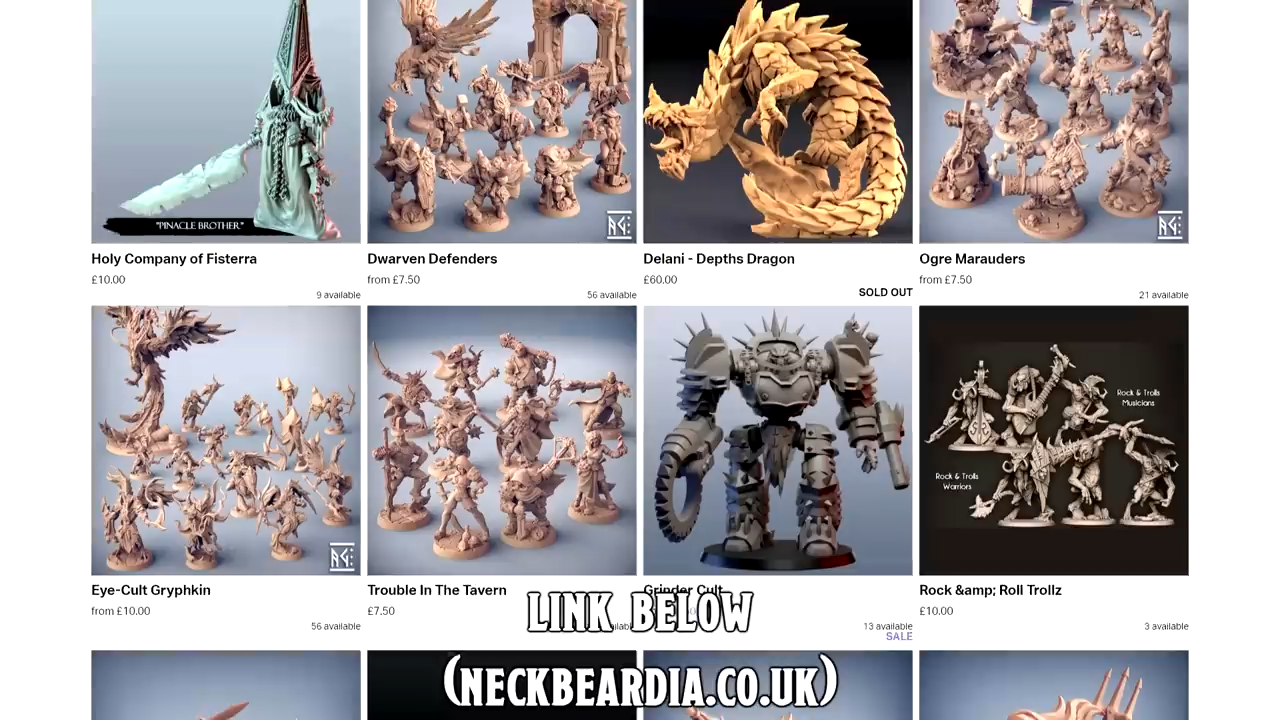 "PINACLE BROTHER"
Holy Company of Fisterra
£10.00
9 available
Dwarven Defenders
from £7.50
56 available
Delani - Depths Dragon
£60.00
SOLD OUT
Ogre Marauders
from £7.50
21 available
Rock & Trolls
Musicians
Rock & Trolls
Warriors
Eye-Cult Gryphkin
from £10.00
56 available
Trouble In The Tavern
£7.50
Grinder Cult
13 available
SALE
Rock &amp; Roll Trollz
£10.00
3 available
LINK BELOW
(NECKBEARDIA.CO.UK)